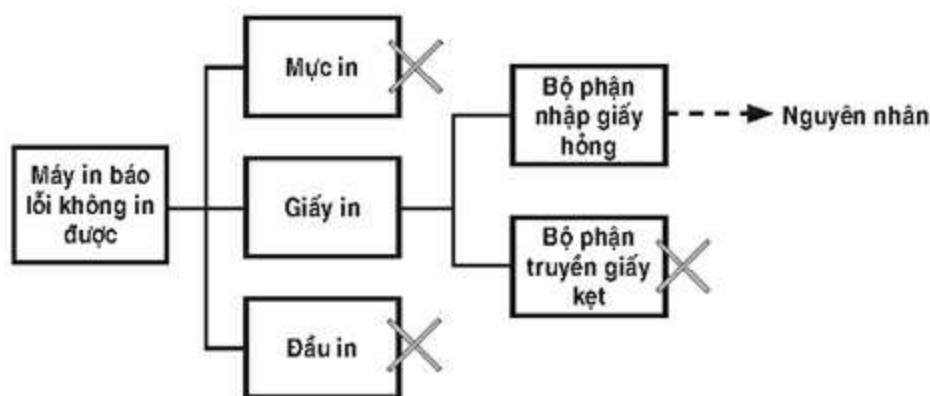 Máy in báo
lỗi không in
được
Mực in
Giấy in
Đầu in
Bộ phận
nhập giấy
hỏng
Bộ phận
truyền giấy
kẹt
Nguyên nhân